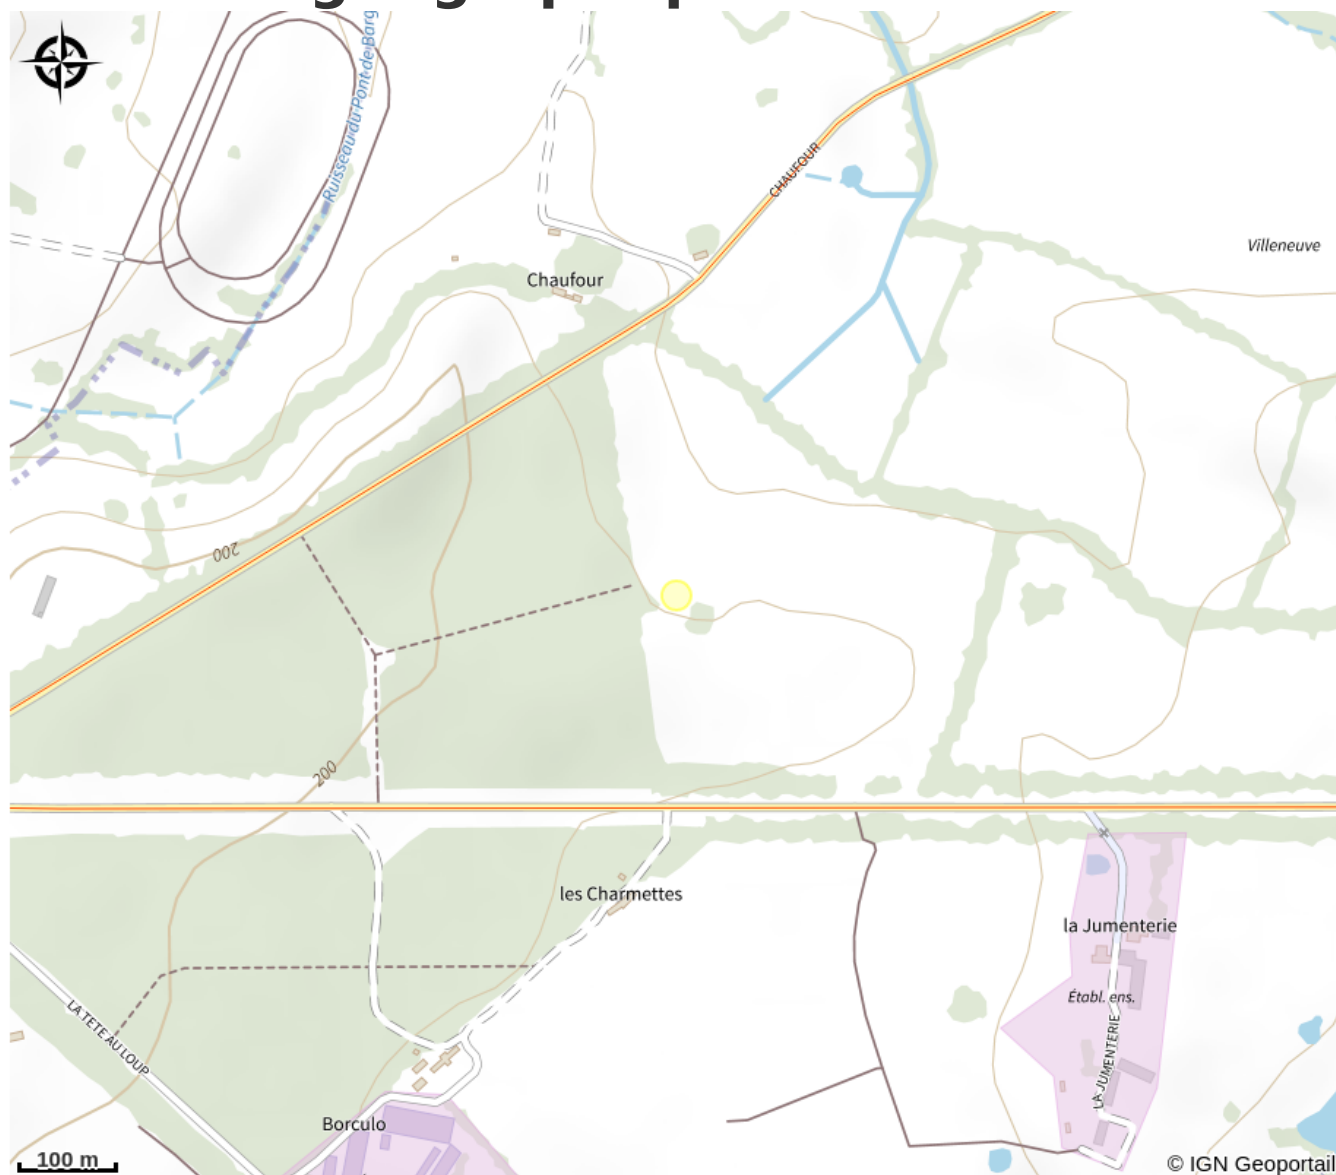 Ruisseau du Pont de Barg
CHAUFOUR
Villeneuve
Chaufour
200
200
les Charmettes
la Jumenterie
Établ. ens.
LA TETE AU LOUP
LA JUMENTERIE
Borculo
100 m
© IGN Geoportail